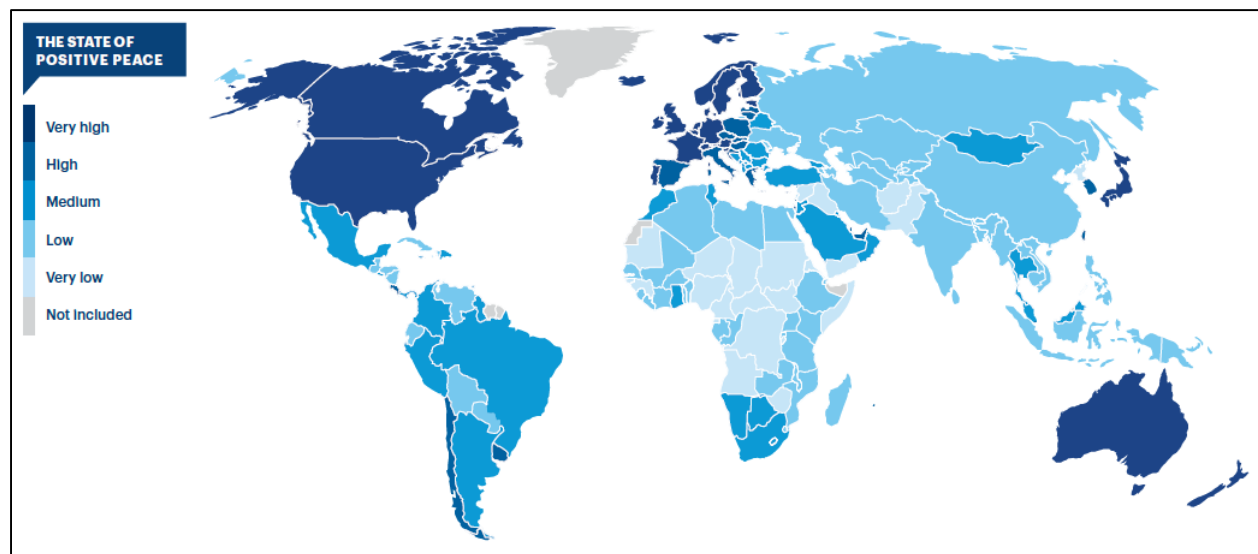 THE STATE OF
POSITIVE PEACE
Very high
High
Medium
Low
Very low
Not included